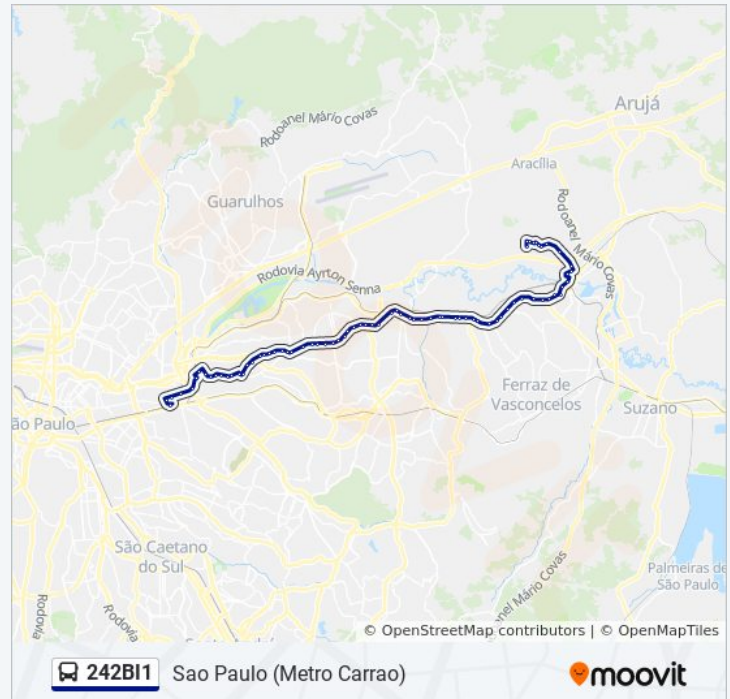 Arujá
Rodoanel Mário Covas
Aracília
Guarulhos
Rodoanel Mário Covas
Rodovia Ayrton Senna
Ferraz de
Vasconcelos
Suzano
ão Paulo
São Caetano
do Sul
Palmeiras de
São Paulo
Rodovia
Rodovia
nel Mário Covas
© OpenStreetMap contributors | © OpenMapTiles
242BI1 Sao Paulo (Metro Carrao) moovit